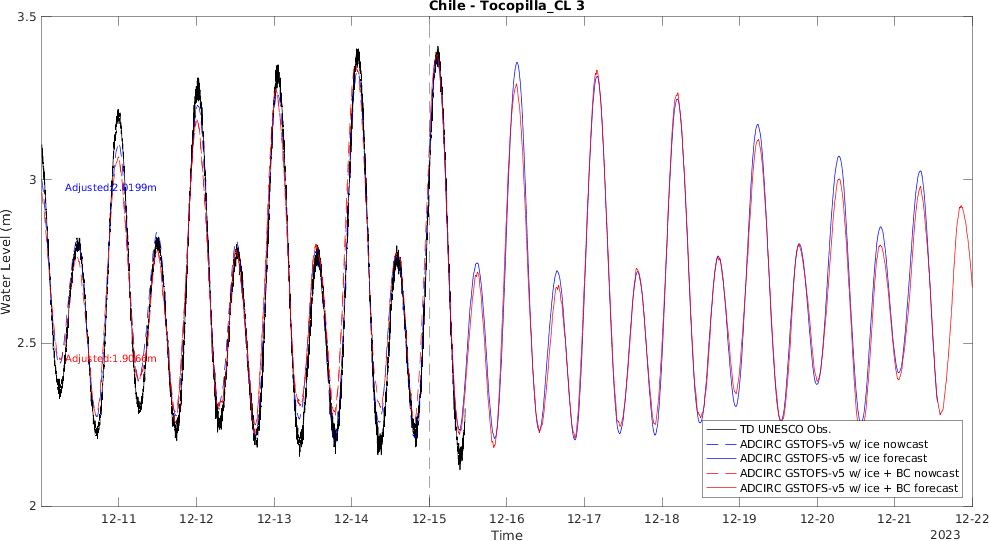 Chile - Tocopilla_CL 3
3.5
3
2.5
2
Water Level (m)
Adjusted:2.0199m
Adjusted:1.9066m
TD UNESCO Obs.
ADCIRC GSTOFS-v5 w/ ice nowcast
ADCIRC GSTOFS-v5 w/ ice forecast
ADCIRC GSTOFS-v5 w/ ice + BC nowcast
ADCIRC GSTOFS-v5 w/ ice + BC forecast
12-11 12-12 12-13 12-14 12-15 12-16 12-17 12-18 12-19 12-20 12-21 12-22
Time
2023